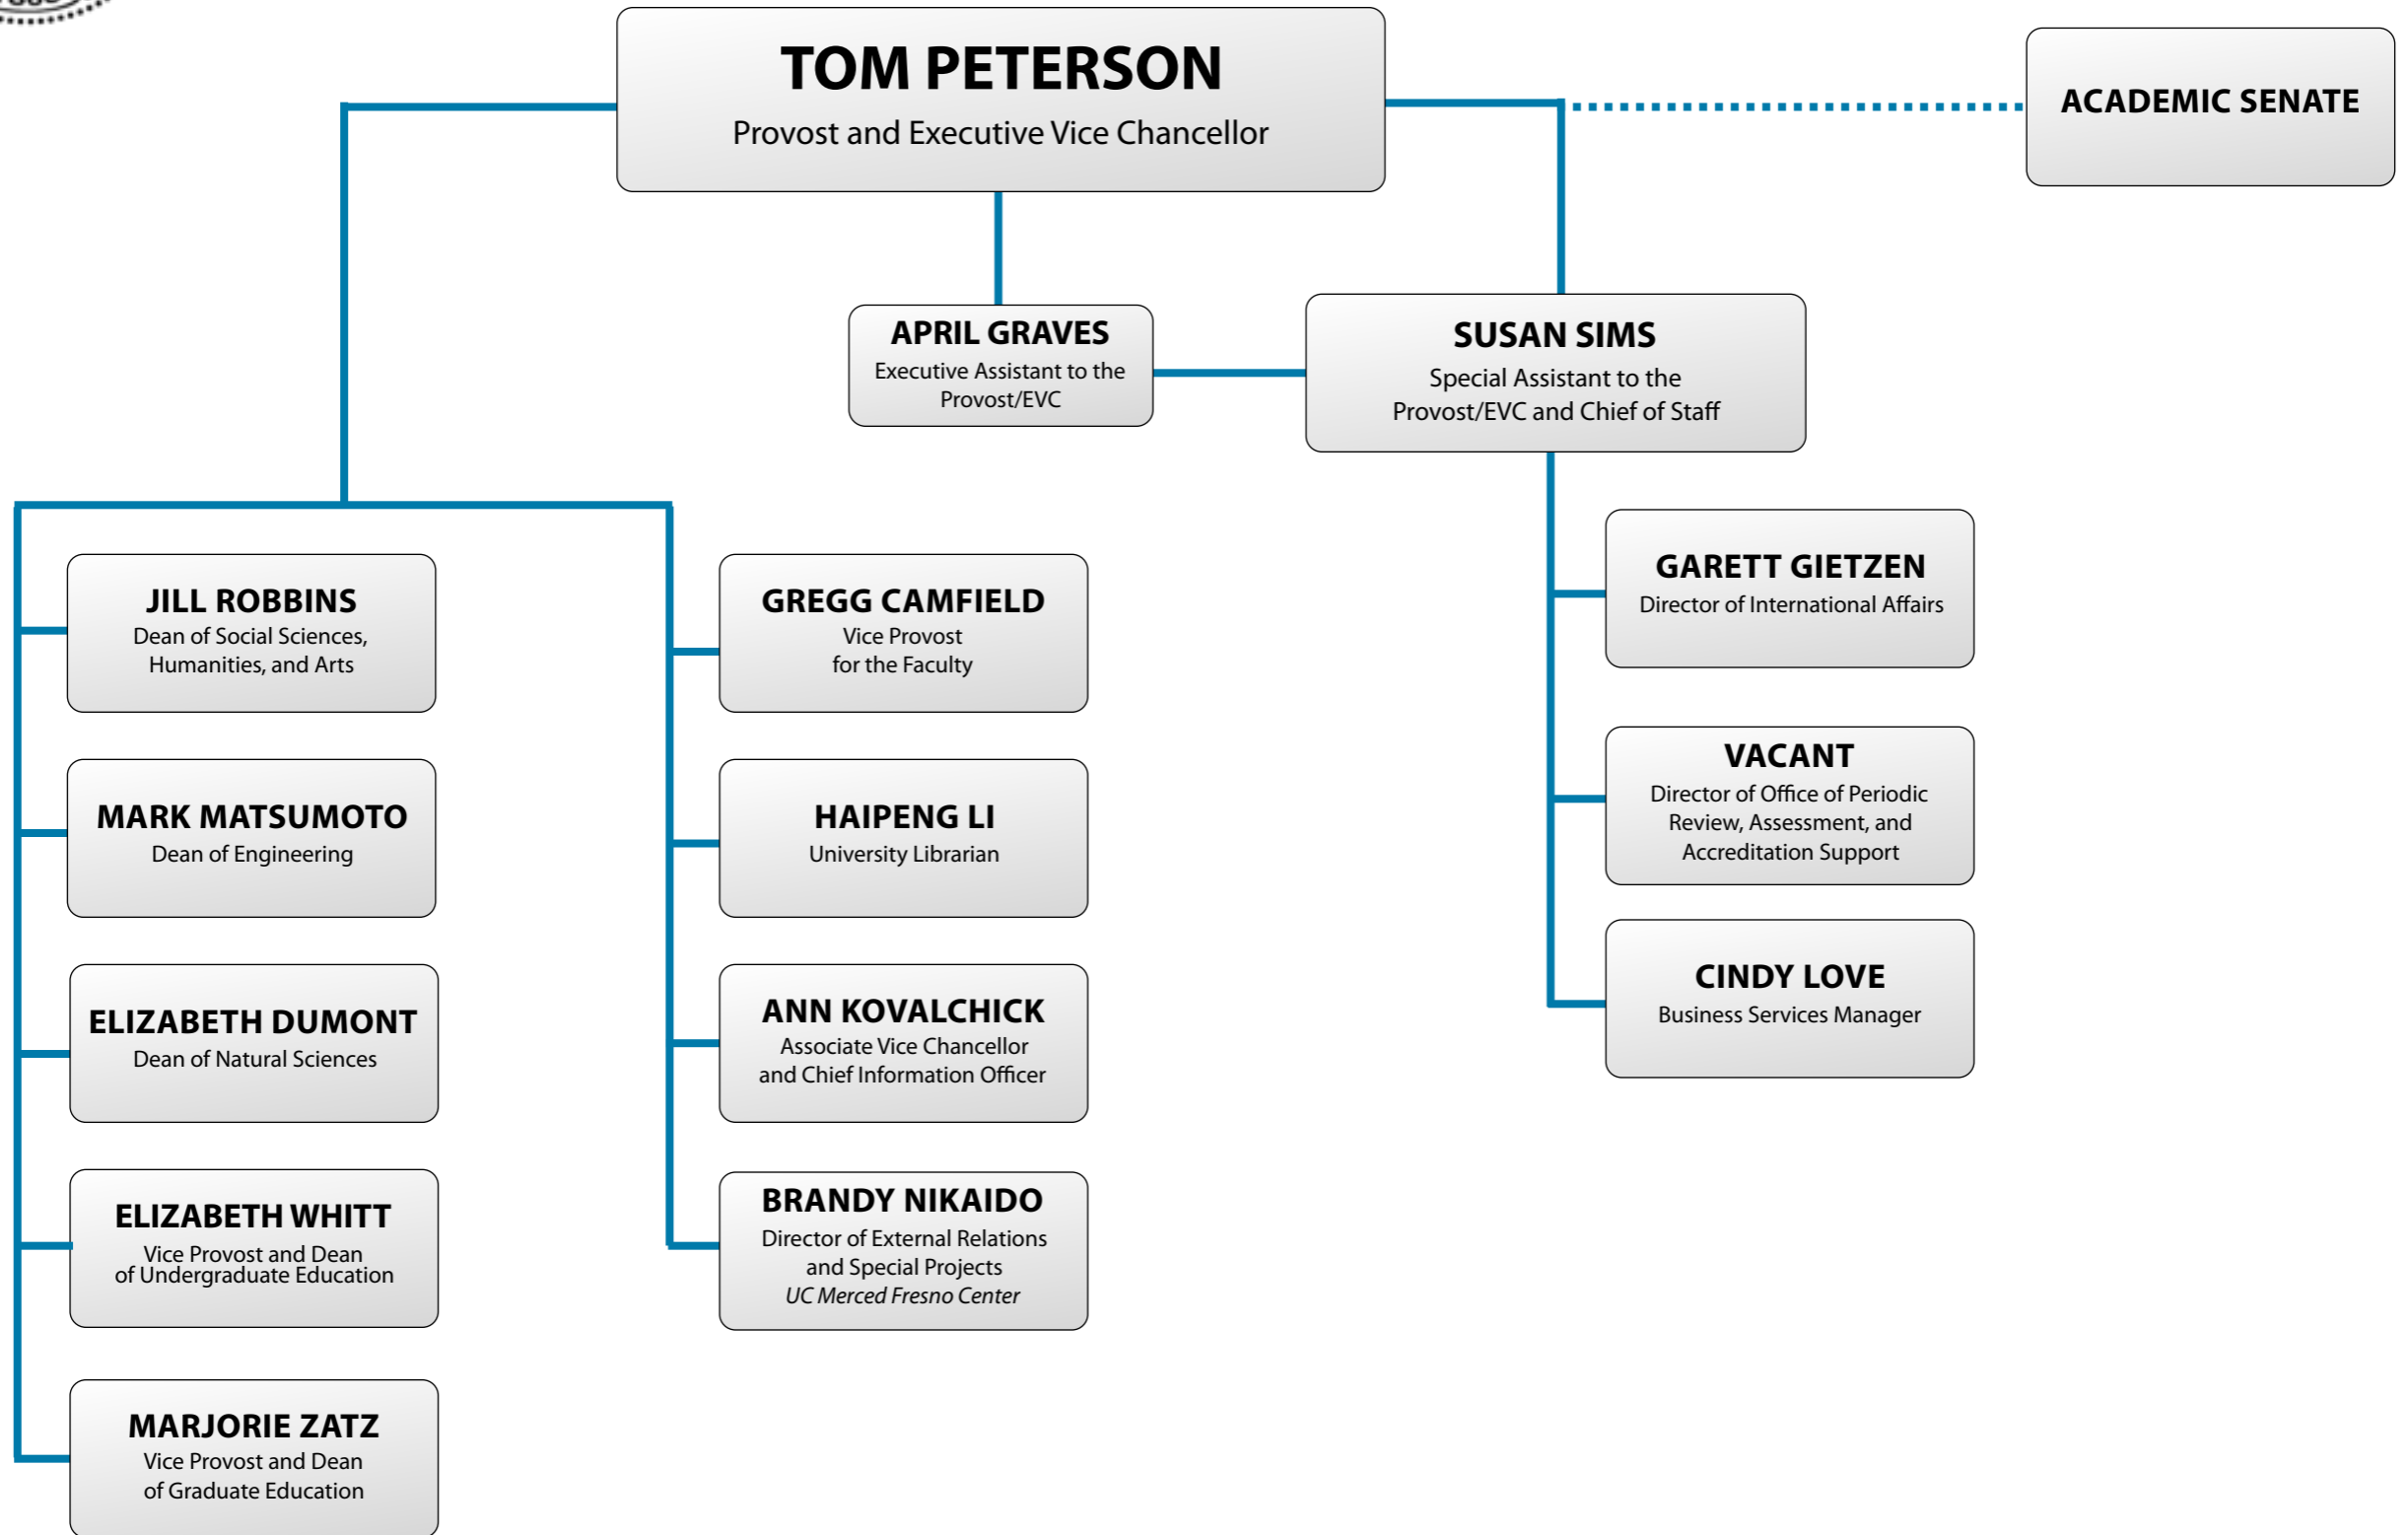 TOM PETERSON
Provost and Executive Vice Chancellor
ACADEMIC SENATE
APRIL GRAVES
Executive Assistant to the
Provost/EVC
SUSAN SIMS
Special Assistant to the
Provost/EVC and Chief of Staff
JILL ROBBINS
Dean of Social Sciences,
Humanities, and Arts
MARK MATSUMOTO
Dean of Engineering
ELIZABETH DUMONT
Dean of Natural Sciences
ELIZABETH WHITT
Vice Provost and Dean
of Undergraduate Education
MARJORIE ZATZ
Vice Provost and Dean
of Graduate Education
GREGG CAMFIELD
Vice Provost
for the Faculty
HAIPENG LI
University Librarian
ANN KOVALCHICK
Associate Vice Chancellor
and Chief Information Officer
BRANDY NIKAIDO
Director of External Relations
and Special Projects
UC Merced Fresno Center
GARETT GIETZEN
Director of International Affairs
VACANT
Director of Office of Periodic
Review, Assessment, and
Accreditation Support
CINDY LOVE
Business Services Manager